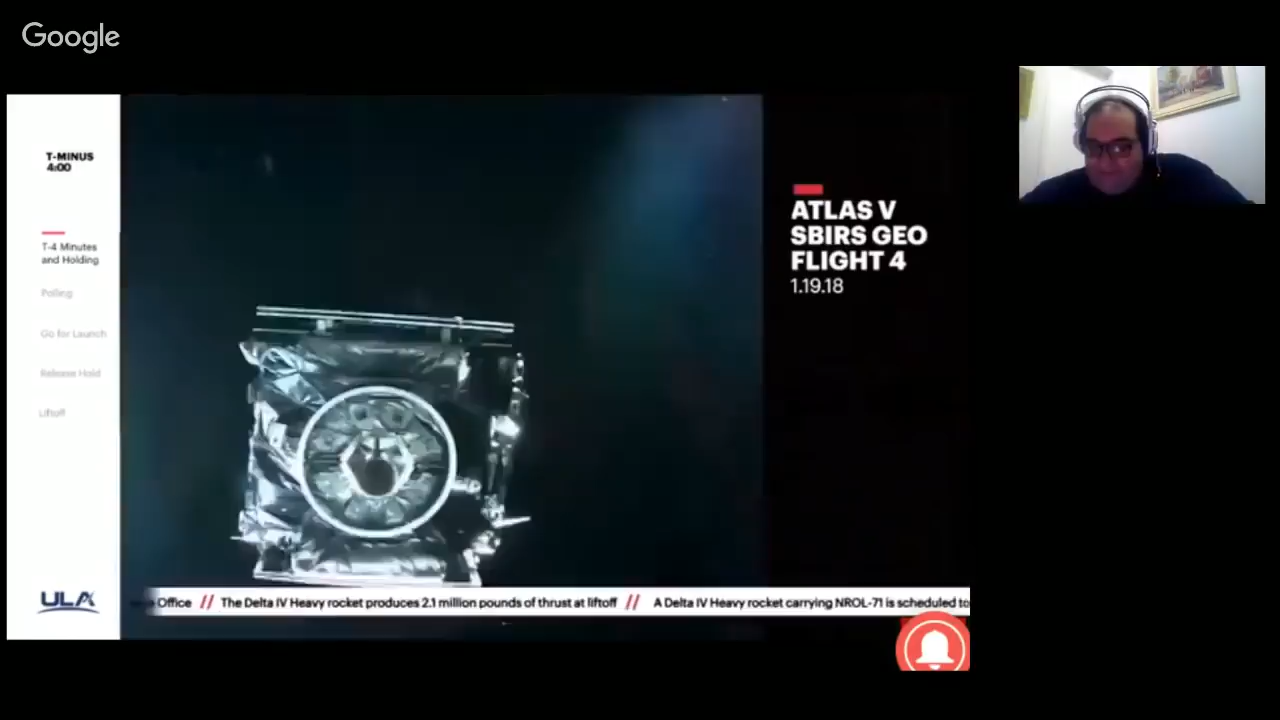 Google
T-MINUS
4:00
T-4 Minutes
and Holding
Polling
Go for Launch
Release Hold
Liftoff
ULA
ATLAS V
SBIRS GEO
FLIGHT 4
1.19.18
Office // The Delta IV Heavy rocket produces 2.1 million pounds of thrust at liftoff // A Delta IV Heavy rocket carrying NROL-71 is scheduled to